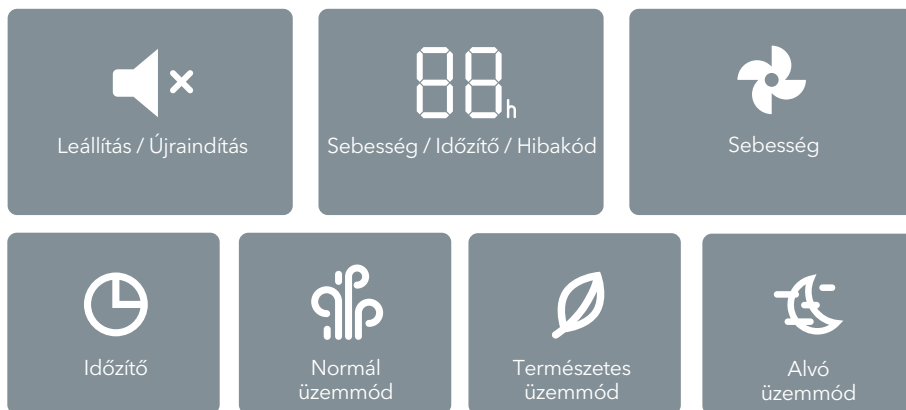 88h
Leállítás / Újraindítás
Sebesség / Időzítő / Hibakód
Sebesség
Időzítő
Normál
üzemmód
Természetes
üzemmód
Alvó
üzemmód